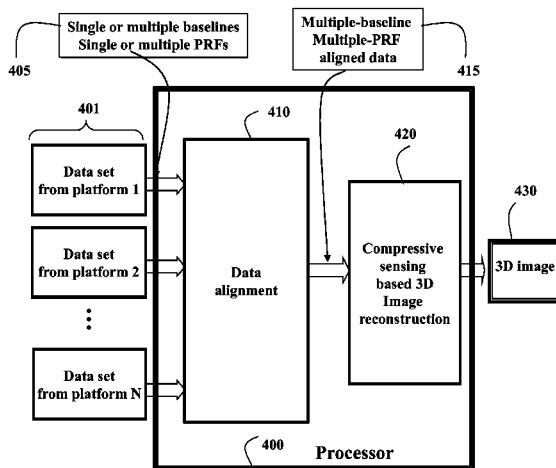 Single or multiple baselines
Single or multiple PRFs
405
Multiple-baseline
Multiple-PRF
aligned data
415
401
410
420
430
Data set
from platform 1
Data set
from platform 2
Data set
from platform N
Data
alignment
Compressive
sensing
based 3D
Image
reconstruction
3D image
400
Processor